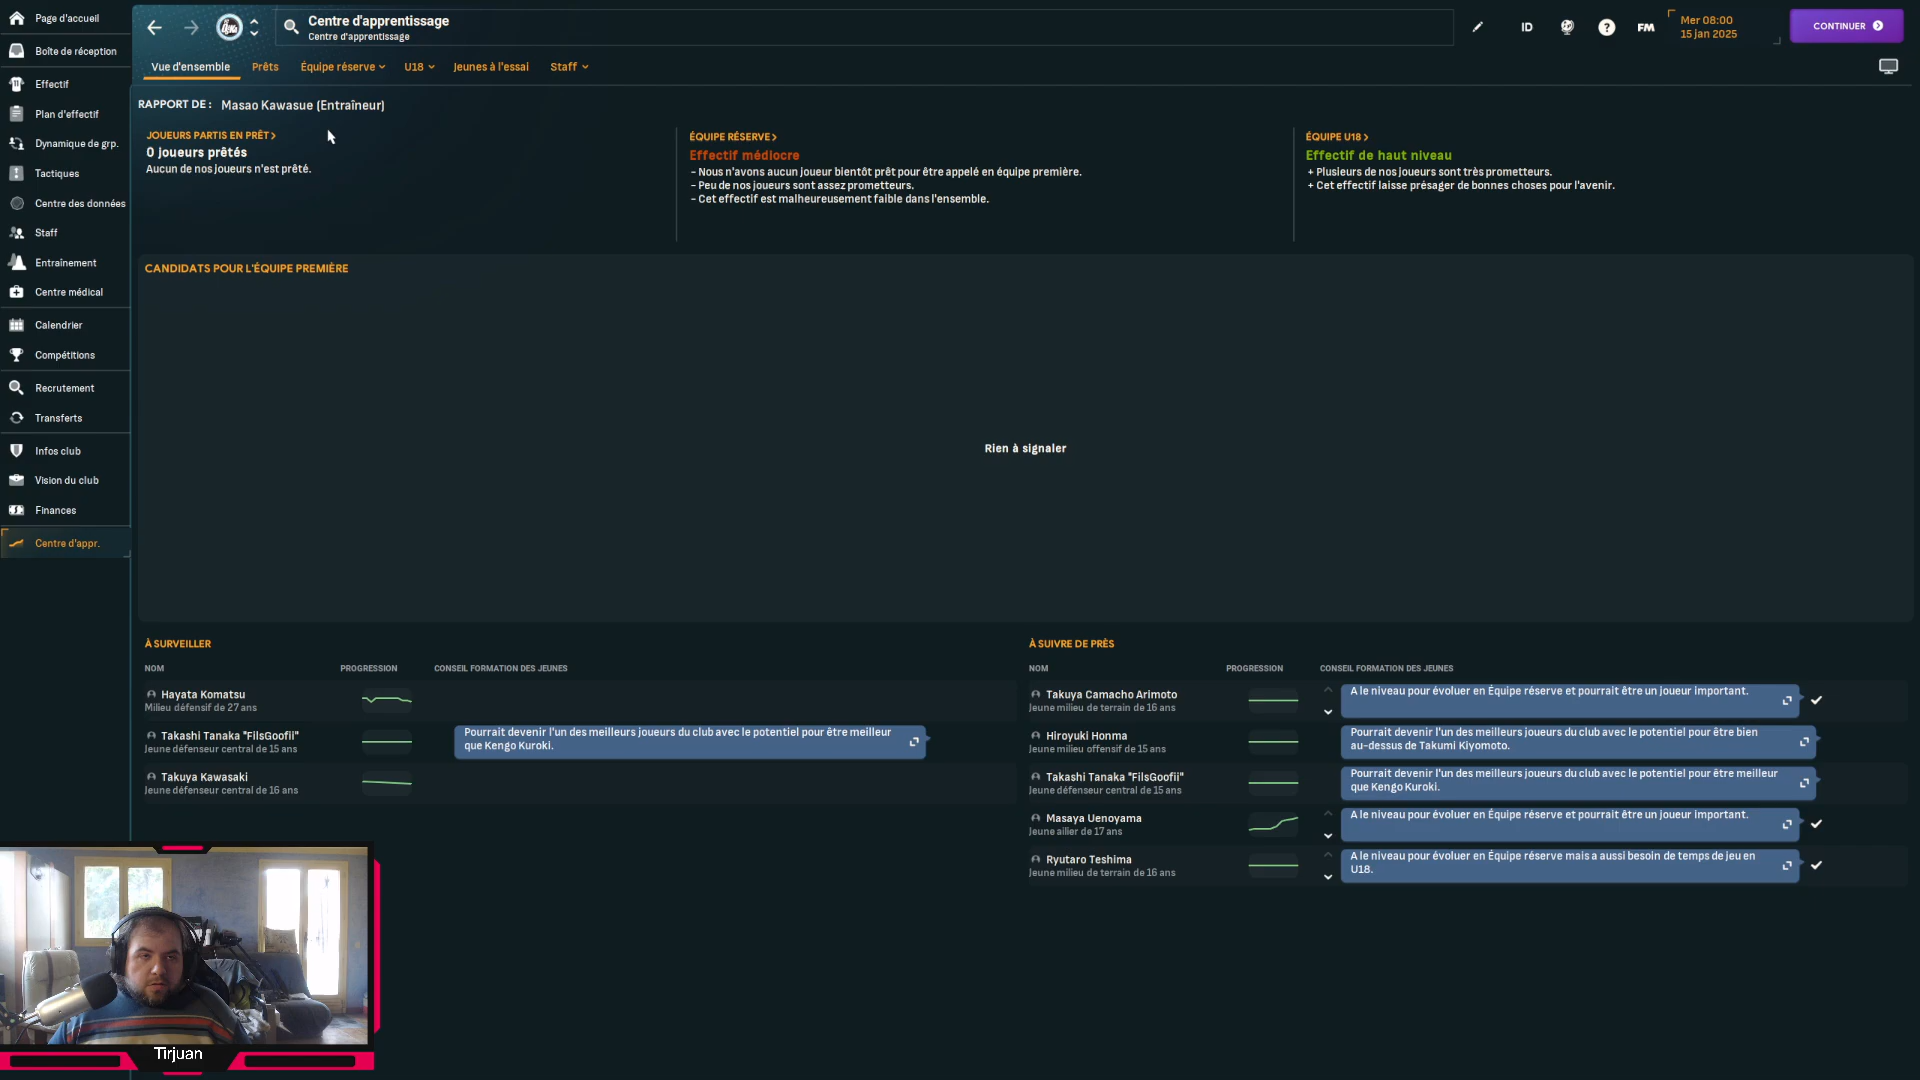 Page d'accueil
Boîte de réception
Effectif
Plan d'effectif
Dynamique de grp.
Tactiques
Centre des données
Staff
Entraînement
Centre médical
Calendrier
Compétitions
Recrutement
Transferts
Infos club
Vision du club
Finances
Centre d'appr.
Centre d'apprentissage
Centre d'apprentissage
ID
?
FM
Mer 08:00
15 jan 2025
CONTINUER
Vue d'ensemble
Prêts
Équipe réserve
U18
Jeunes à l'essai
Staff
RAPPORT DE : Masao Kawasue (Entraîneur)
JOUEURS PARTIS EN PRÊT>
0 joueurs prêtés
Aucun de nos joueurs n'est prêté.
ÉQUIPE RÉSERVE>
Effectif médiocre
- Nous n'avons aucun joueur bientôt prêt pour être appelé en équipe première.
- Peu de nos joueurs sont assez prometteurs.
- Cet effectif est malheureusement faible dans l'ensemble.
ÉQUIPE U18>
Effectif de haut niveau
+ Plusieurs de nos joueurs sont très prometteurs.
+ Cet effectif laisse présager de bonnes choses pour l'avenir.
CANDIDATS POUR L'ÉQUIPE PREMIÈRE
Rien à signaler
À SURVEILLER
NOM PROGRESSION CONSEIL FORMATION DES JEUNES
Hayata Komatsu
Milieu défensif de 27 ans
Takashi Tanaka "FilsGoofii"
Jeune défenseur central de 15 ans
Pourrait devenir l'un des meilleurs joueurs du club avec le potentiel pour être meilleur
que Kengo Kuroki.
Takuya Kawasaki
Jeune défenseur central de 16 ans
À SUIVRE DE PRÈS
NOM PROGRESSION CONSEIL FORMATION DES JEUNES
Takuya Camacho Arimoto
Jeune milieu de terrain de 16 ans
A le niveau pour évoluer en Équipe réserve et pourrait être un joueur important.
Hiroyuki Honma
Jeune milieu offensif de 15 ans
Pourrait devenir l'un des meilleurs joueurs du club avec le potentiel pour être bien
au-dessus de Takumi Kiyomoto.
Takashi Tanaka "FilsGoofii"
Jeune défenseur central de 15 ans
Pourrait devenir l'un des meilleurs joueurs du club avec le potentiel pour être meilleur
que Kengo Kuroki.
Masaya Uenoyama
Jeune ailier de 17 ans
A le niveau pour évoluer en Équipe réserve et pourrait être un joueur important.
Ryutaro Teshima
Jeune milieu de terrain de 16 ans
A le niveau pour évoluer en Équipe réserve mais a aussi besoin de temps de jeu en
U18.
Tirjuan